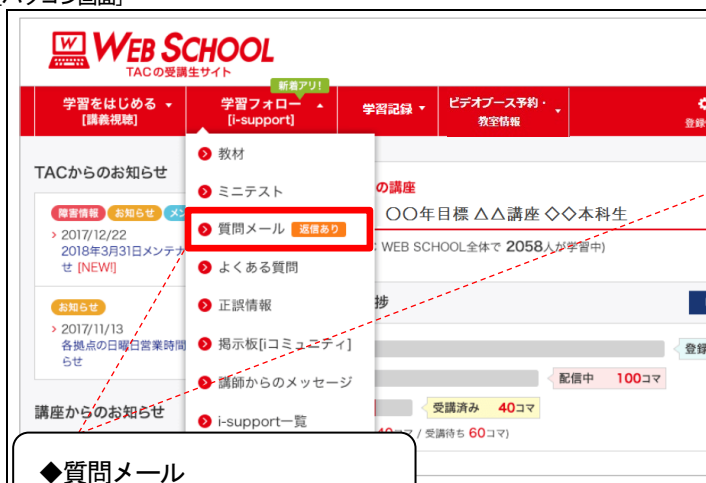 [パソコン画面]
WEB SCHOOL
TACの受講生サイト
新着アリ!
学習をはじめる
[講義視聴]
学習フォロー
[i-support]
学習記録
ビデオブース予約・
教室情報
TACからのお知らせ
障害情報 お知らせ
2017/12/22
2018年3月31日メンテナ
せ [NEW!]
お知らせ
2017/11/13
各拠点の日曜日営業時間
らせ
講座からのお知らせ
教材
ミニテスト
質問メール 返信あり
よくある質問
正誤情報
掲示板[iコミュニティ]
講師からのメッセージ
i-support一覧
の講座
〇〇年目標 △△講座 ◇◇本科生
WEB SCHOOL全体で 2058人が学習中)
捗
登録
配信中 100コマ
受講済み 40コマ
40コマ / 受講待ち 60コマ)
◆質問メール